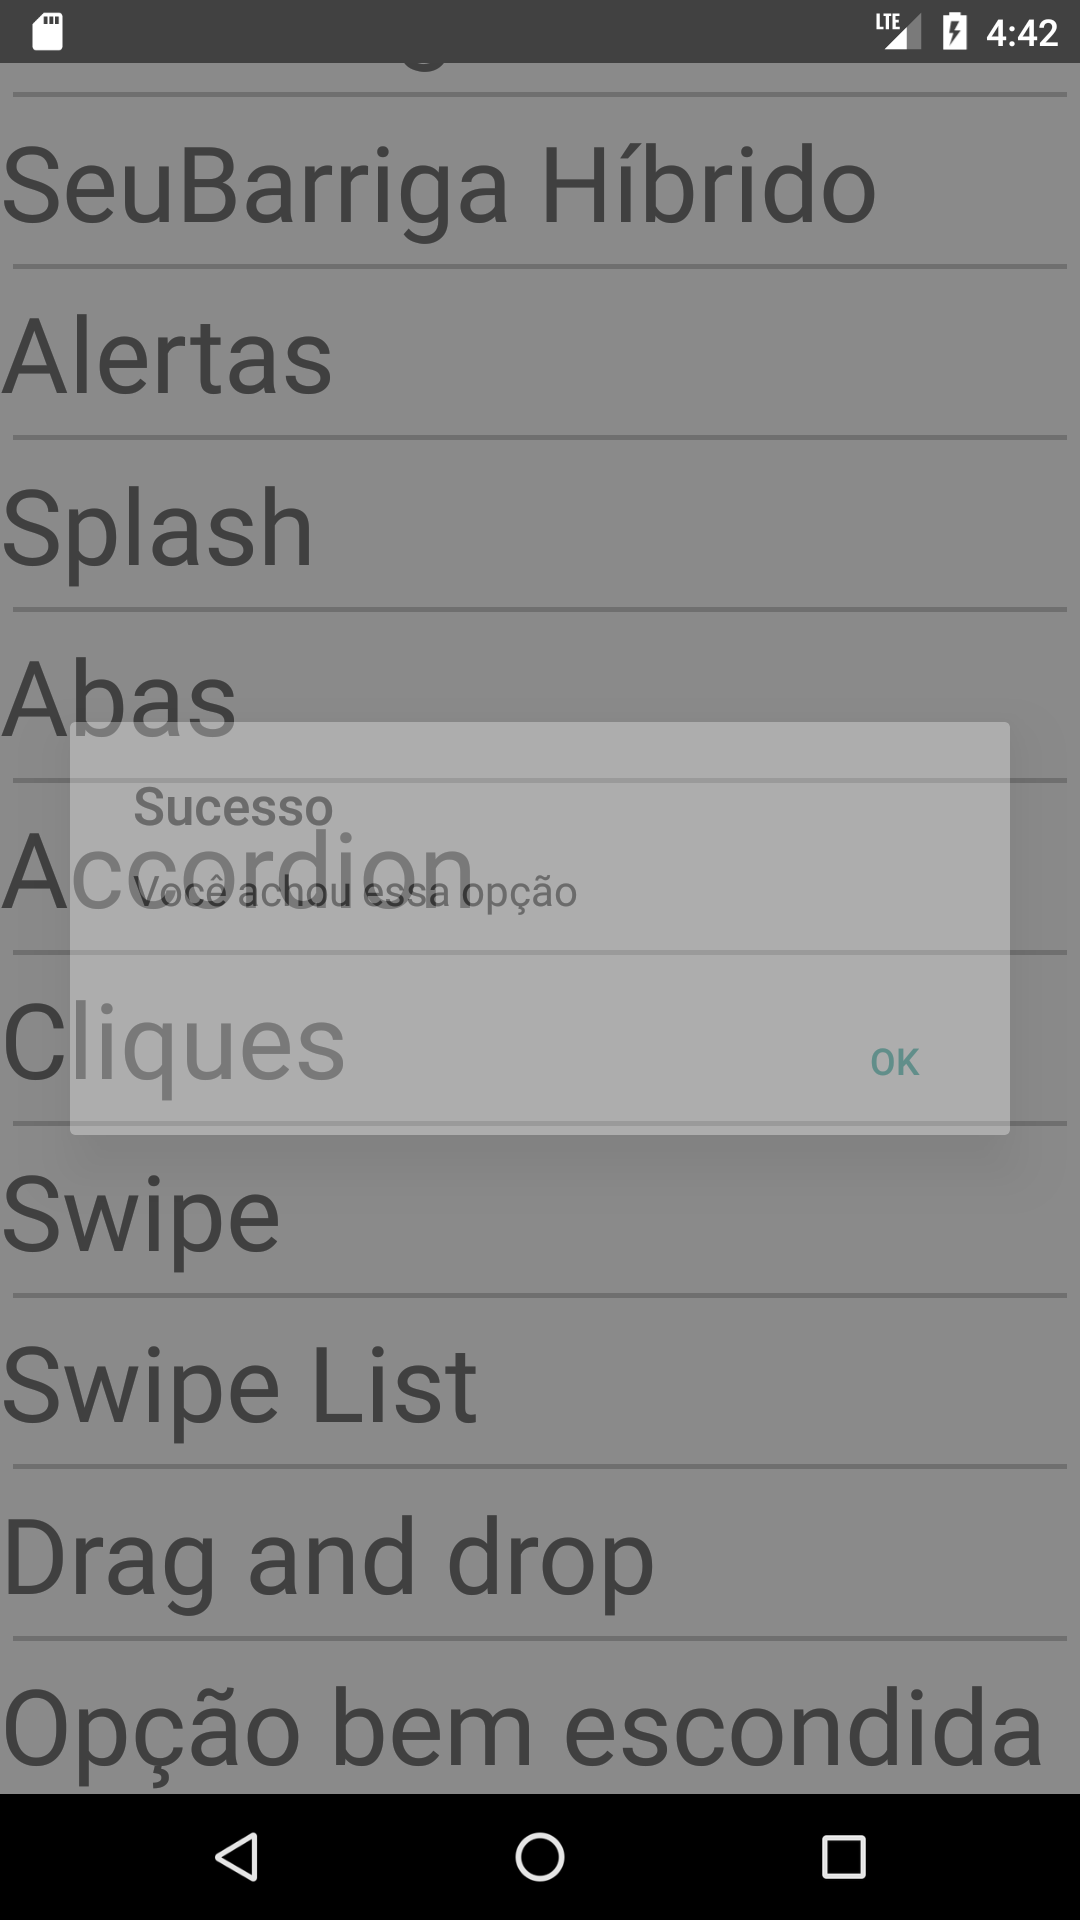 LTE 4:42
SeuBarriga Híbrido
Alertas
Splash
Abas
Sucesso
Accordion
Você achou essa opção
Cliques
OK
Swipe
Swipe List
Drag and drop
Opção bem escondida